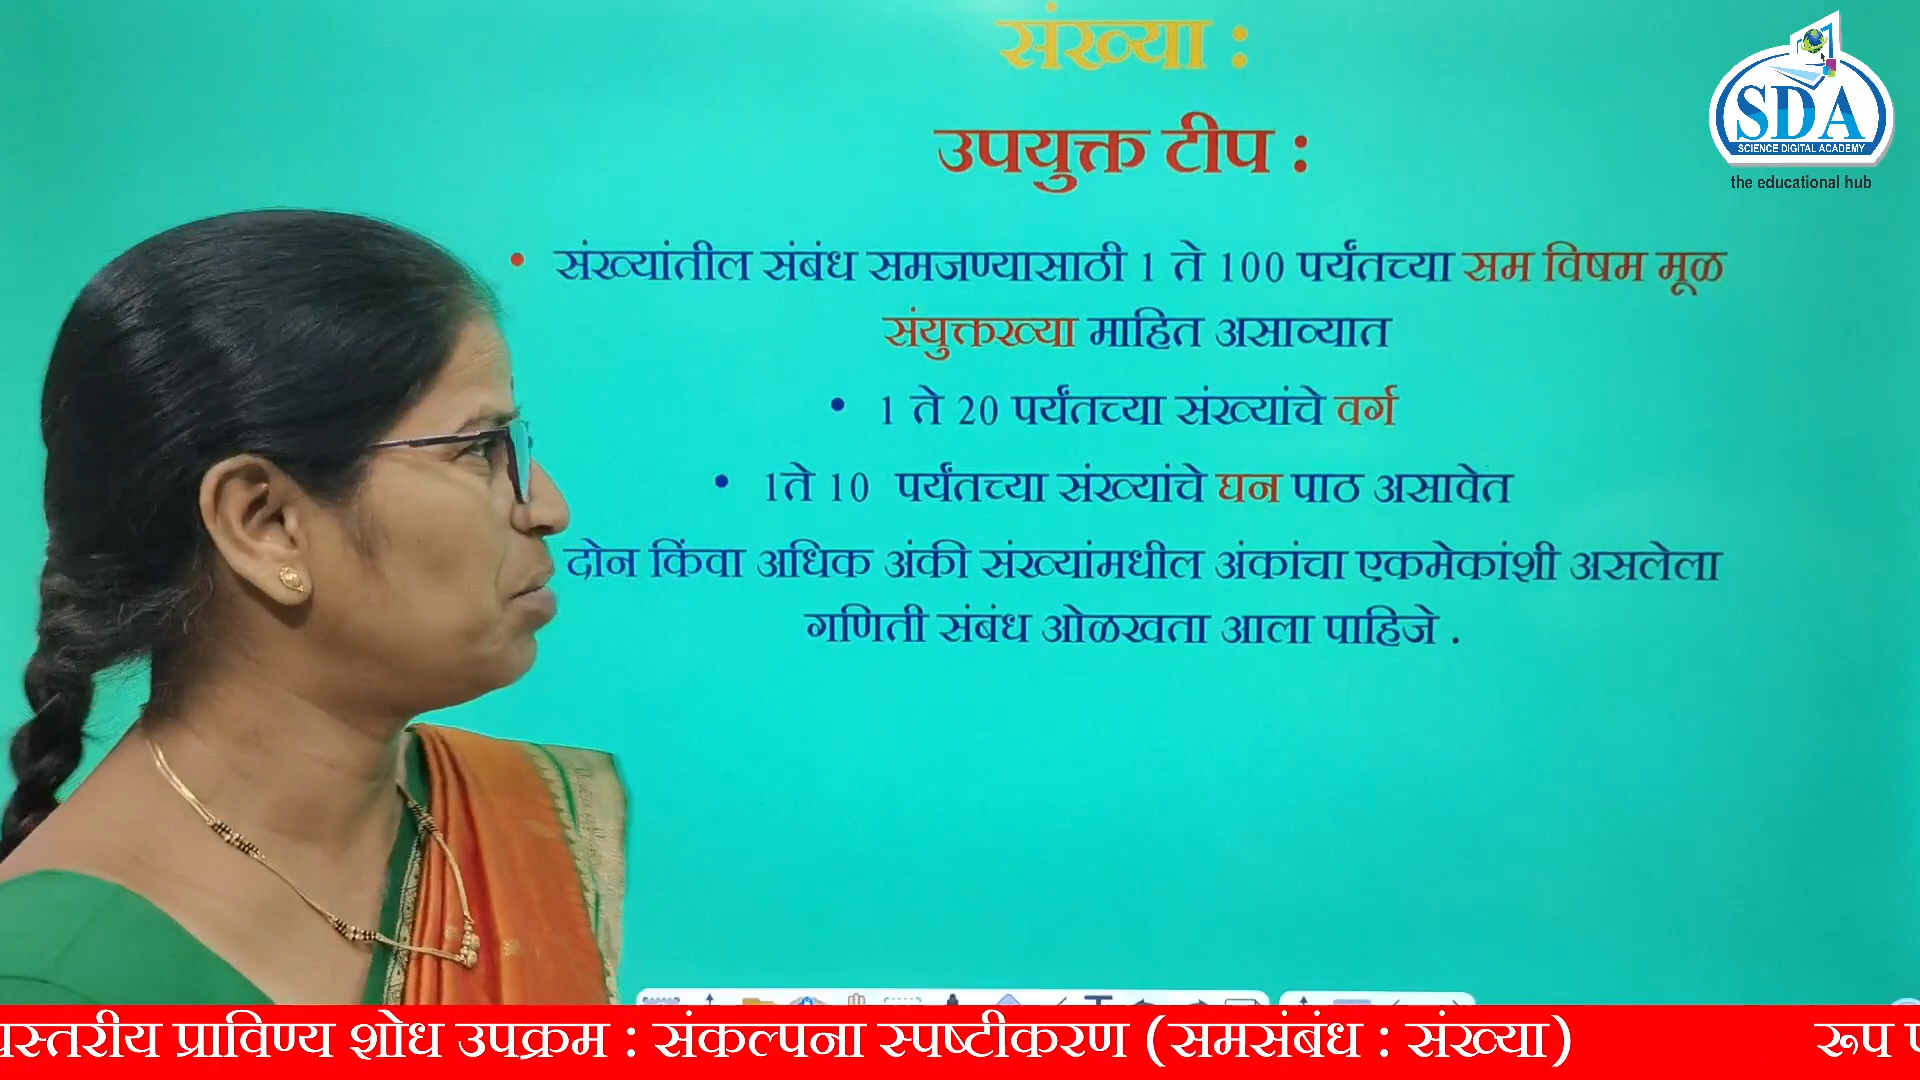 संख्या :
उपयुक्त टीप :
• संख्यांतील संबंध समजण्यासाठी 1 ते 100 पर्यंतच्या सम विषम मूळ
संयुक्तख्या माहित असाव्यात
• 1 ते 20 पर्यंतच्या संख्यांचे वर्ग
• 1ते 10 पर्यंतच्या संख्यांचे घन पाठ असावेत
दोन किंवा अधिक अंकी संख्यांमधील अंकांचा एकमेकांशी असलेला
गणिती संबंध ओळखता आला पाहिजे .
SDA
SCIENCE DIGITAL ACADEMY
the educational hub
पस्तरीय प्राविण्य शोध उपक्रम : संकल्पना स्पष्टीकरण (समसंबंध : संख्या) रूप